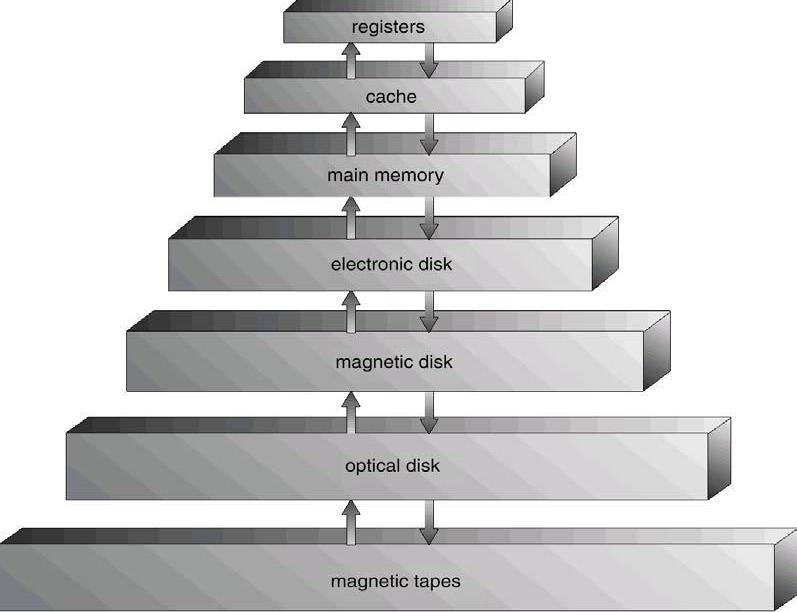 registers
cache
main memory
electronic disk
magnetic disk
optical disk
magnetic tapes